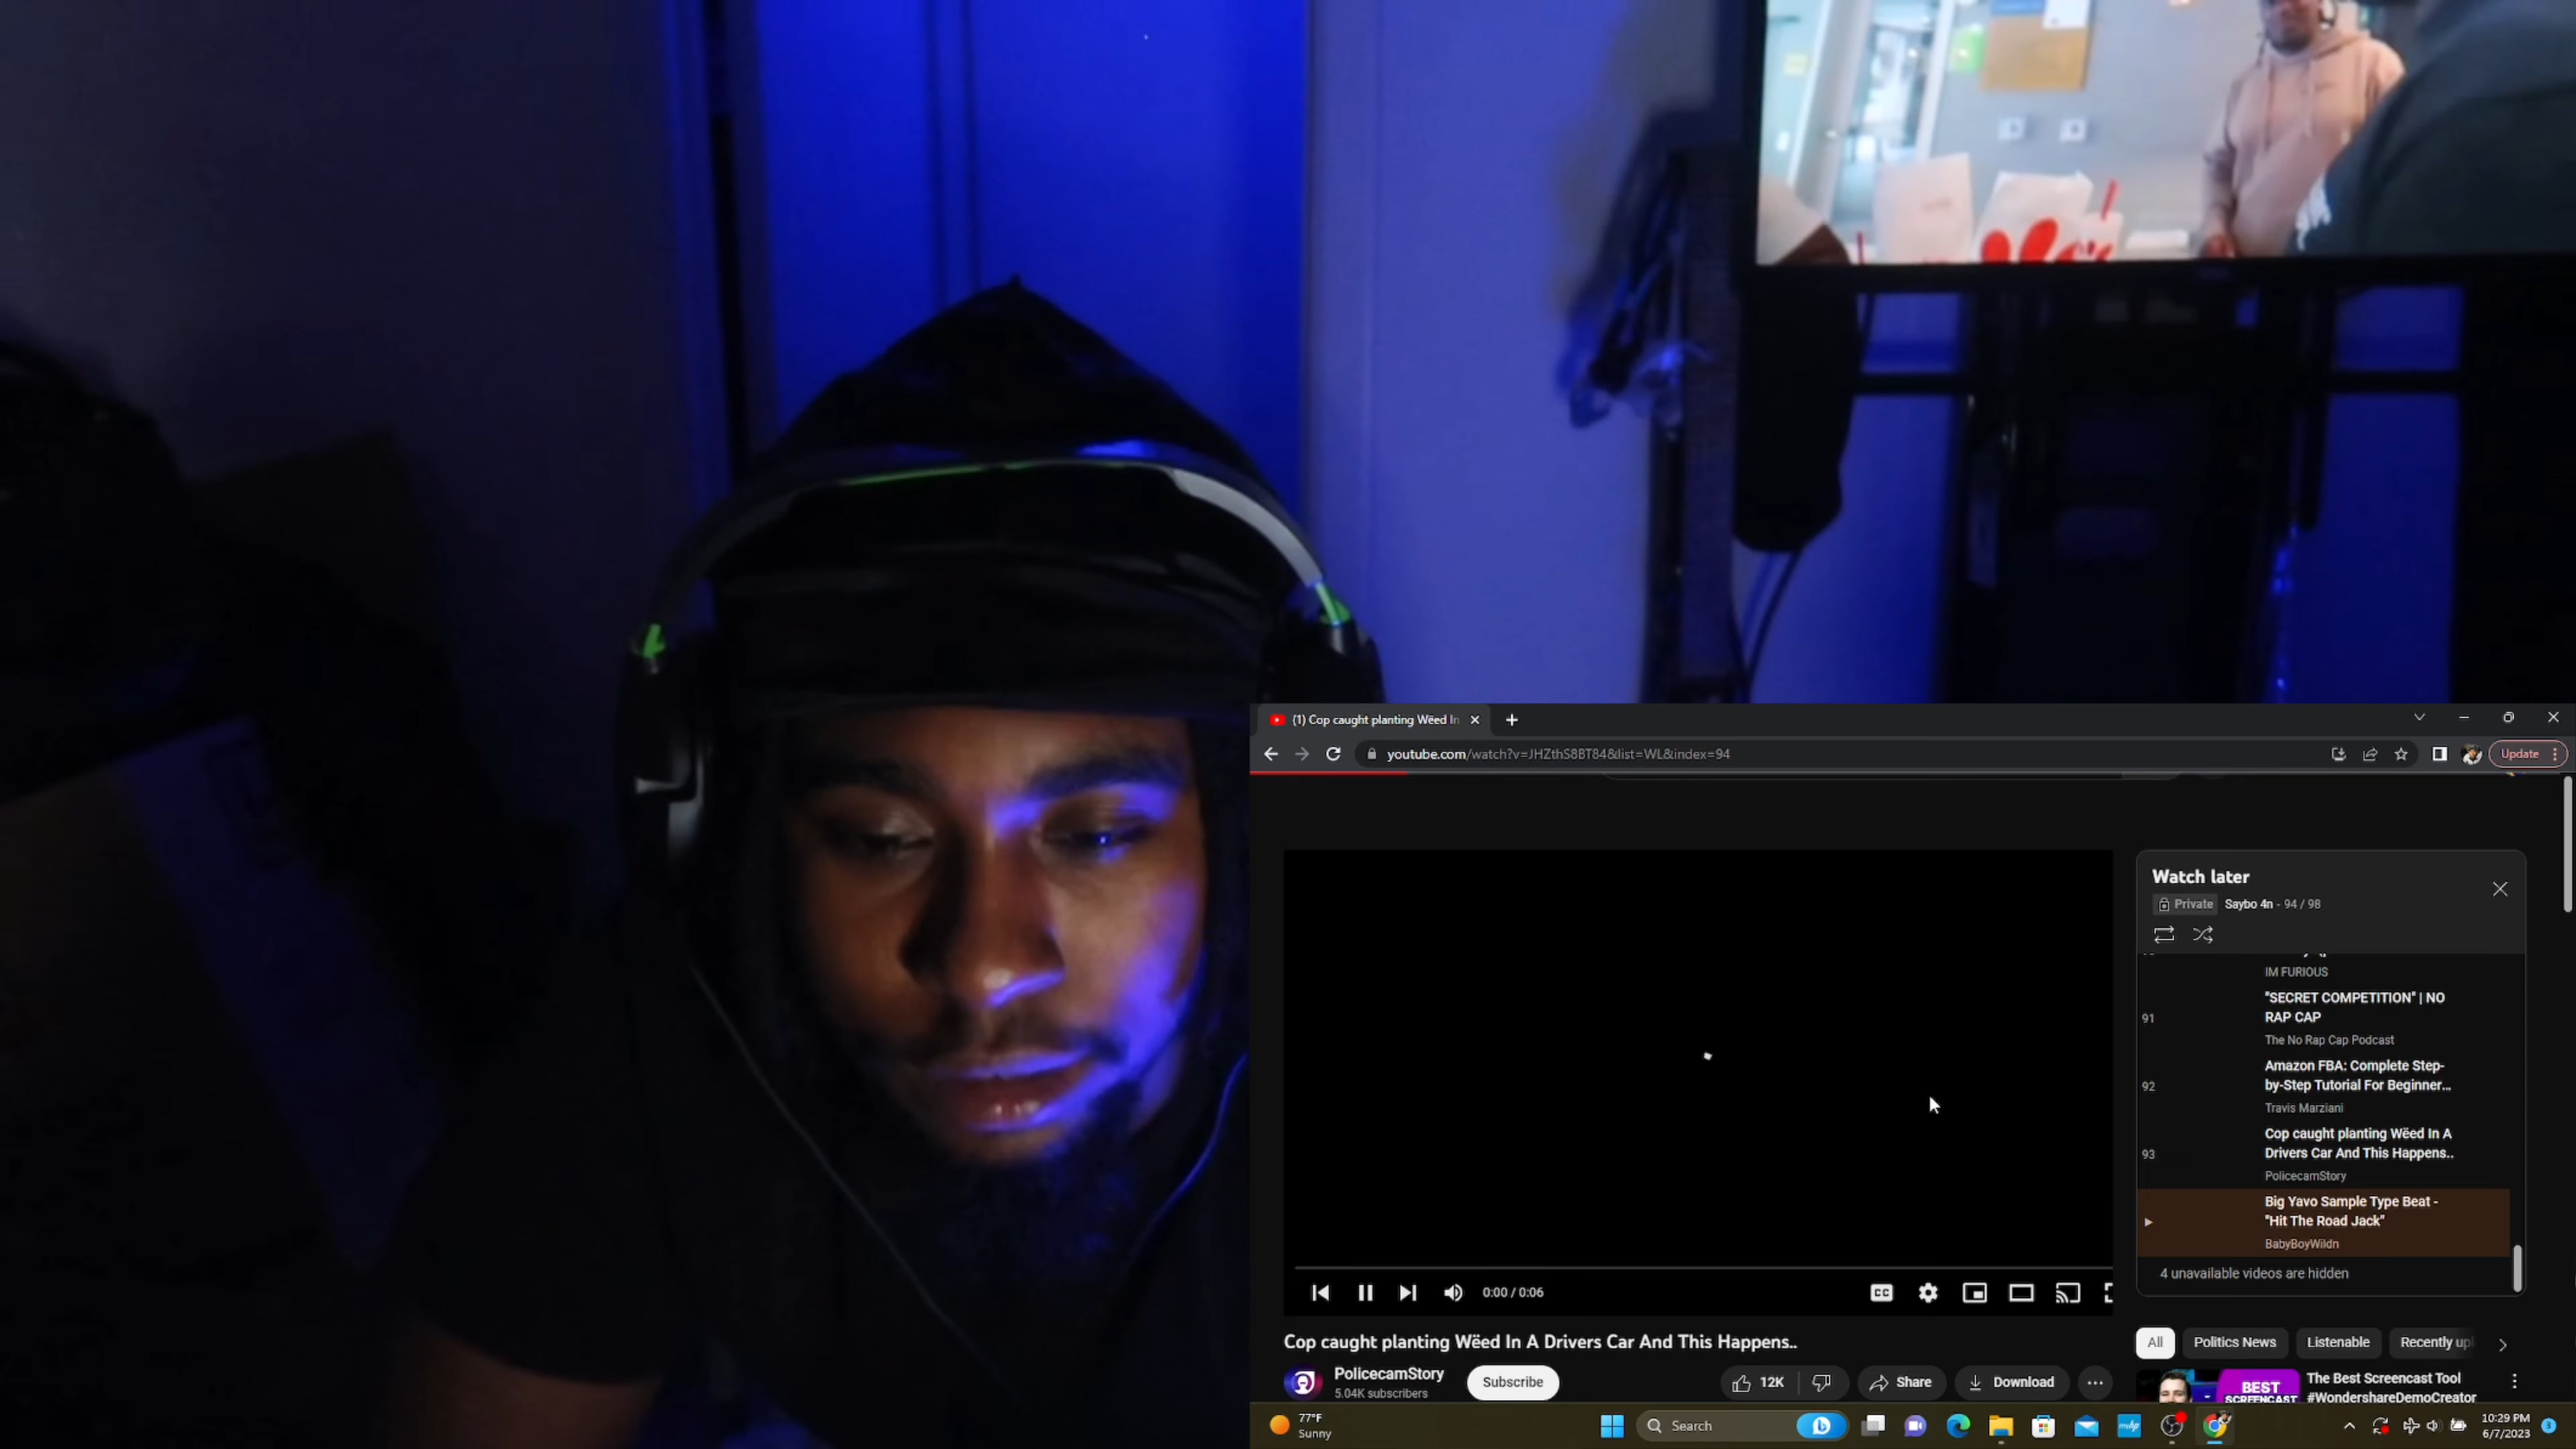 (1) Cop caught planting Wëed In
youtube.com/watch?v=JHZthS8BT84&list=WL&index=94
Update
Watch later
Private Saybo 4n - 94 / 98
IM FURIOUS
91
"SECRET COMPETITION" | NO
RAP CAP
The No Rap Cap Podcast
92
Amazon FBA: Complete Step-
by-Step Tutorial For Beginner...
Travis Marziani
93
Cop caught planting Wëed In A
Drivers Car And This Happens..
PolicecamStory
Big Yavo Sample Type Beat -
"Hit The Road Jack"
BabyBoyWildn
4 unavailable videos are hidden
0:00 / 0:06
CC
Cop caught planting Wëed In A Drivers Car And This Happens..
PolicecamStory
5.04K subscribers
Subscribe
12K
Share
Download
All
Politics News
Listenable
Recently upl
BEST
SCREENCAST
The Best Screencast Tool
#WondershareDemoCreator
77°F
Sunny
Search
10:29 PM
6/7/2023
3